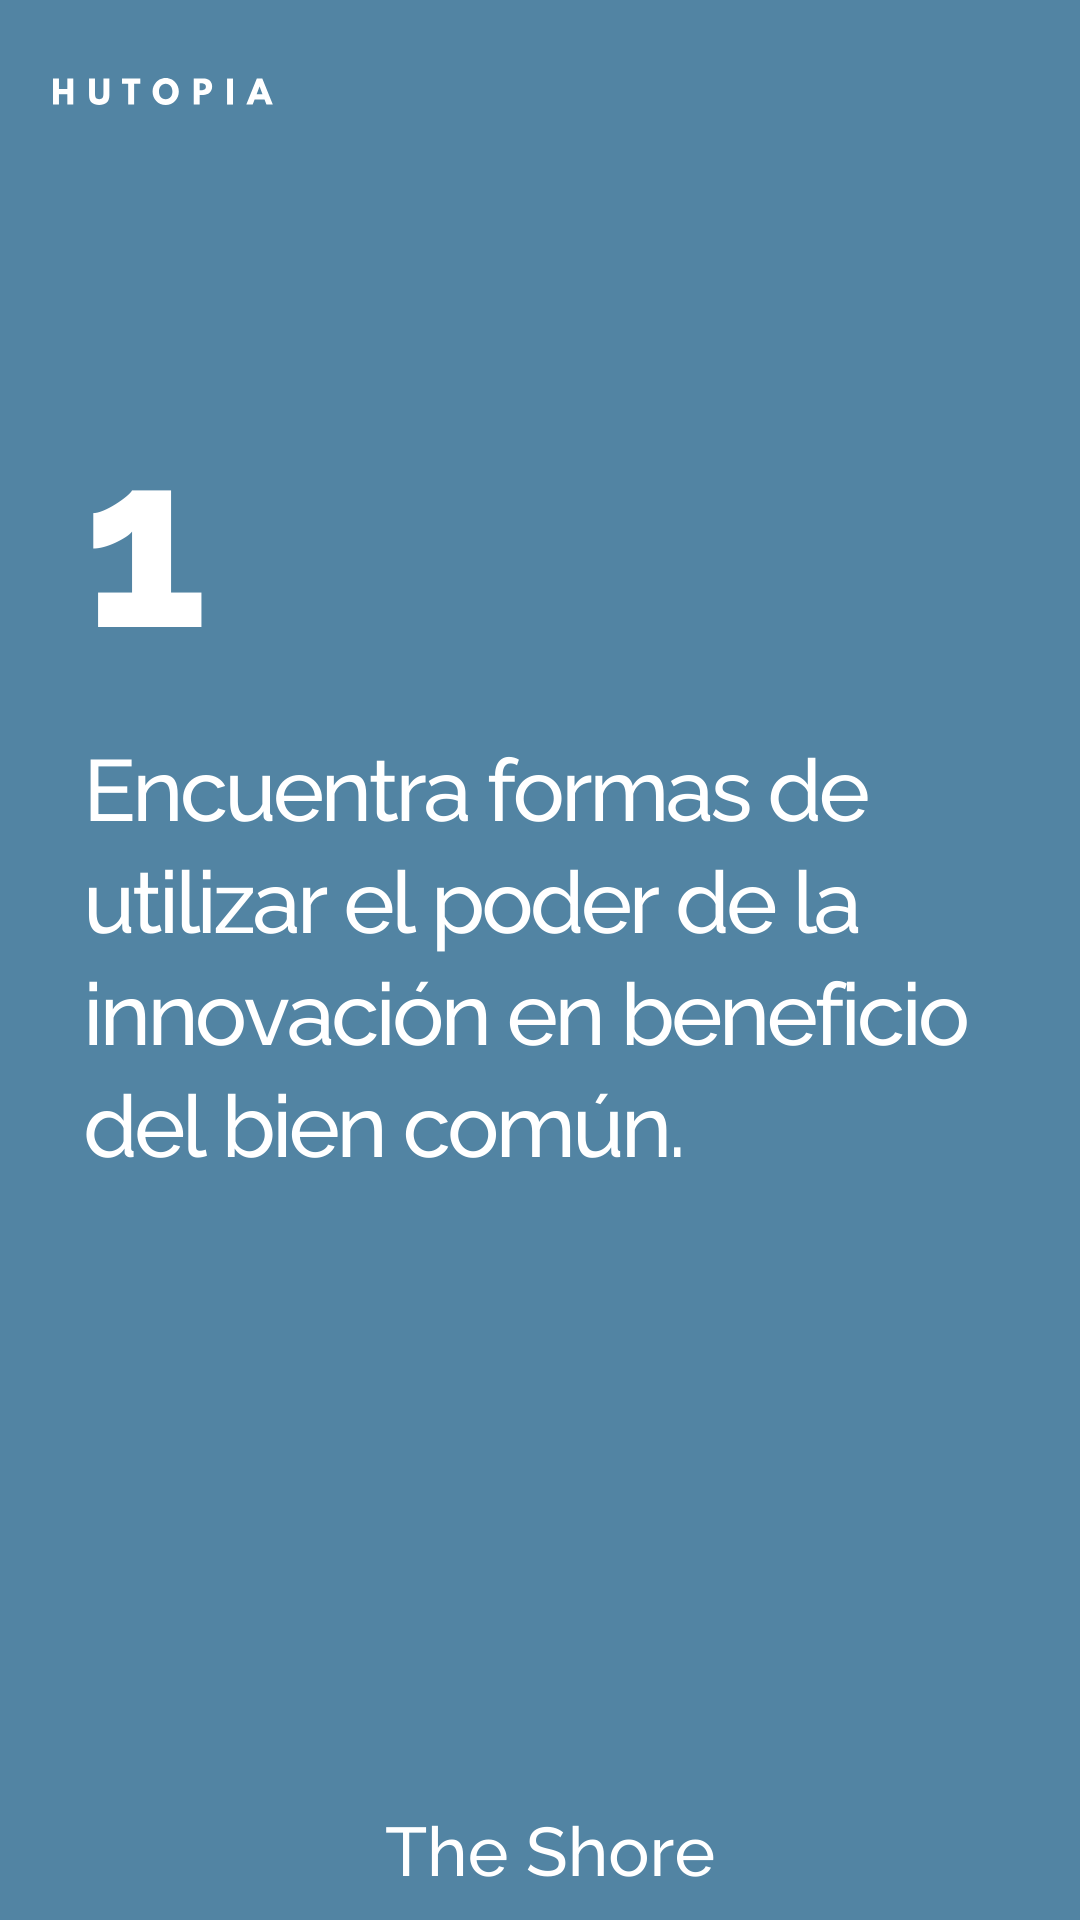 HUTOPIA
1
Encuentra formas de
utilizar el poder de la
innovación en beneficio
del bien común.
The Shore